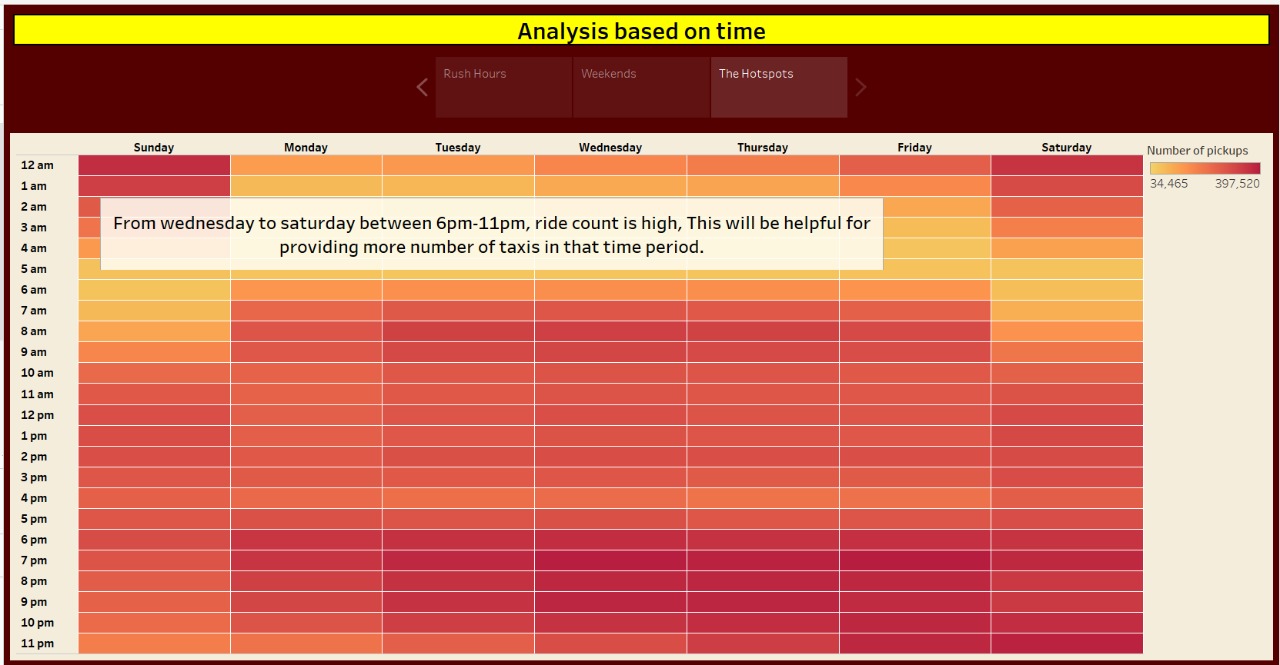 Analysis based on time
Rush Hours
Weekends
The Hotspots
Sunday Monday Tuesday Wednesday Thursday Friday Saturday
Number of pickups
34,465 397,520
12 am
1 am
2 am
3 am
4 am
5 am
6 am
7 am
8 am
9 am
10 am
11 am
12 pm
1 pm
2 pm
3 pm
4 pm
5 pm
6 pm
7 pm
8 pm
9 pm
10 pm
11 pm
From wednesday to saturday between 6pm-11pm, ride count is high, This will be helpful for
providing more number of taxis in that time period.